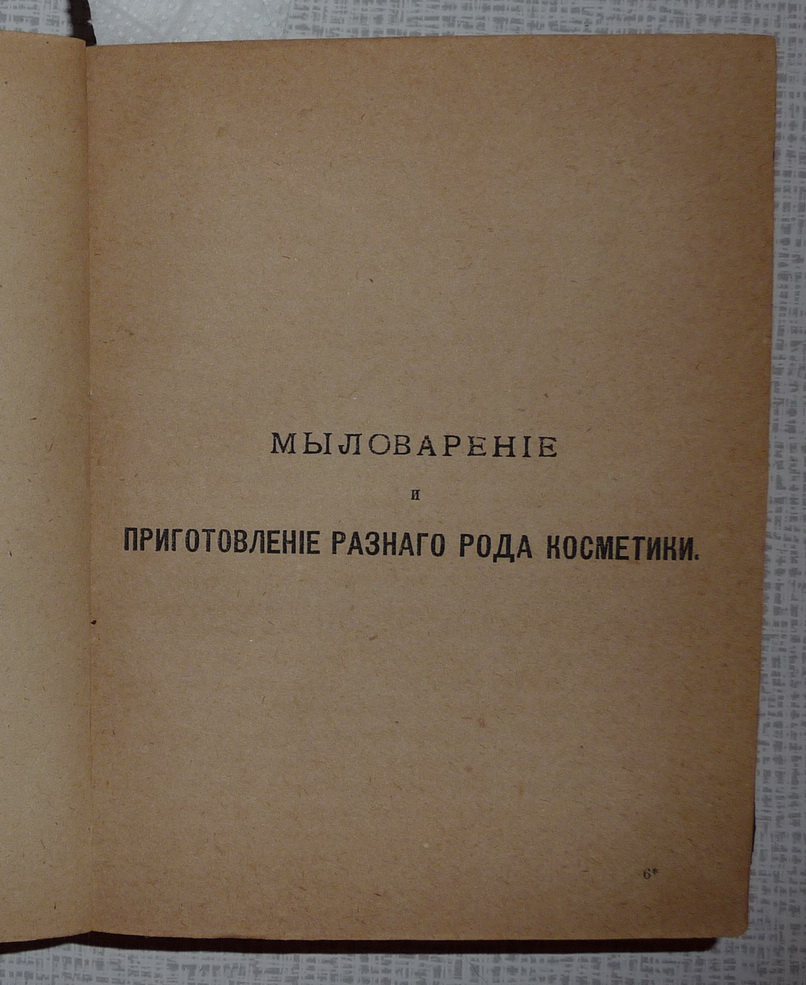 МЫЛОВАРЕНІЕ
и
ПРИГОТОВЛЕНІЕ РАЗНАГО РОДА КОСМЕТИКИ.
6*